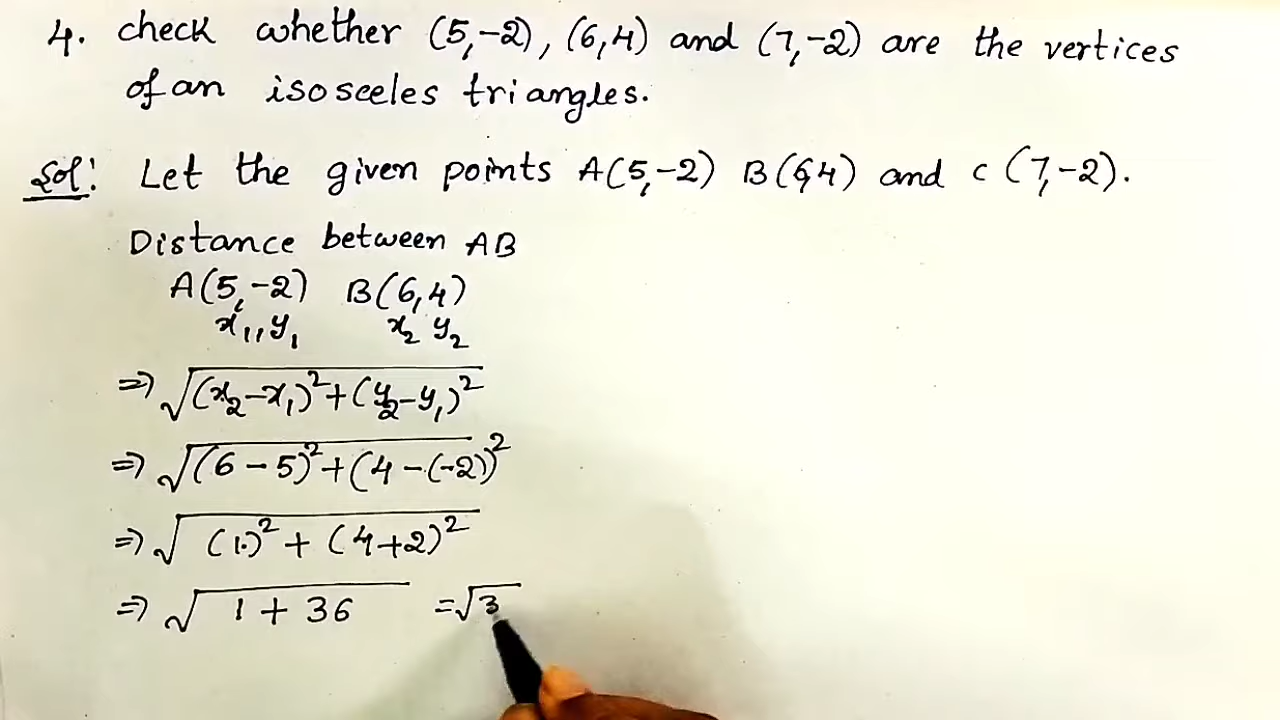 4. check whether (5,-2), (6,4) and (7,-2) are the vertices
of an isosceles triangles.
Sol: Let the given points A(5,-2) B(6,4) and C (7,-2).
Distance between AB
A(5,-2) B(6,4)
x₁, y₁ x₂ y₂
⇒ √(x₂-x₁)²+(y₂-y₁)²
⇒ √(6-5)²+(4-(-2))²
⇒ √(1)²+(4+2)²
⇒ √1+36 =√3